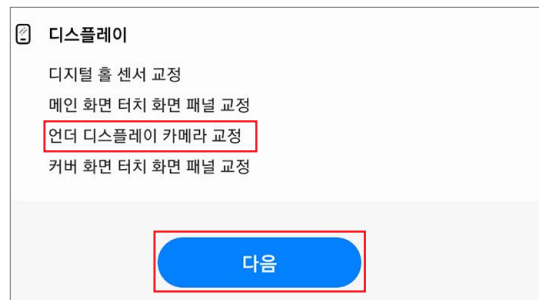 디스플레이
디지털 홀 센서 교정
메인 화면 터치 화면 패널 교정
언더 디스플레이 카메라 교정
커버 화면 터치 화면 패널 교정
다음